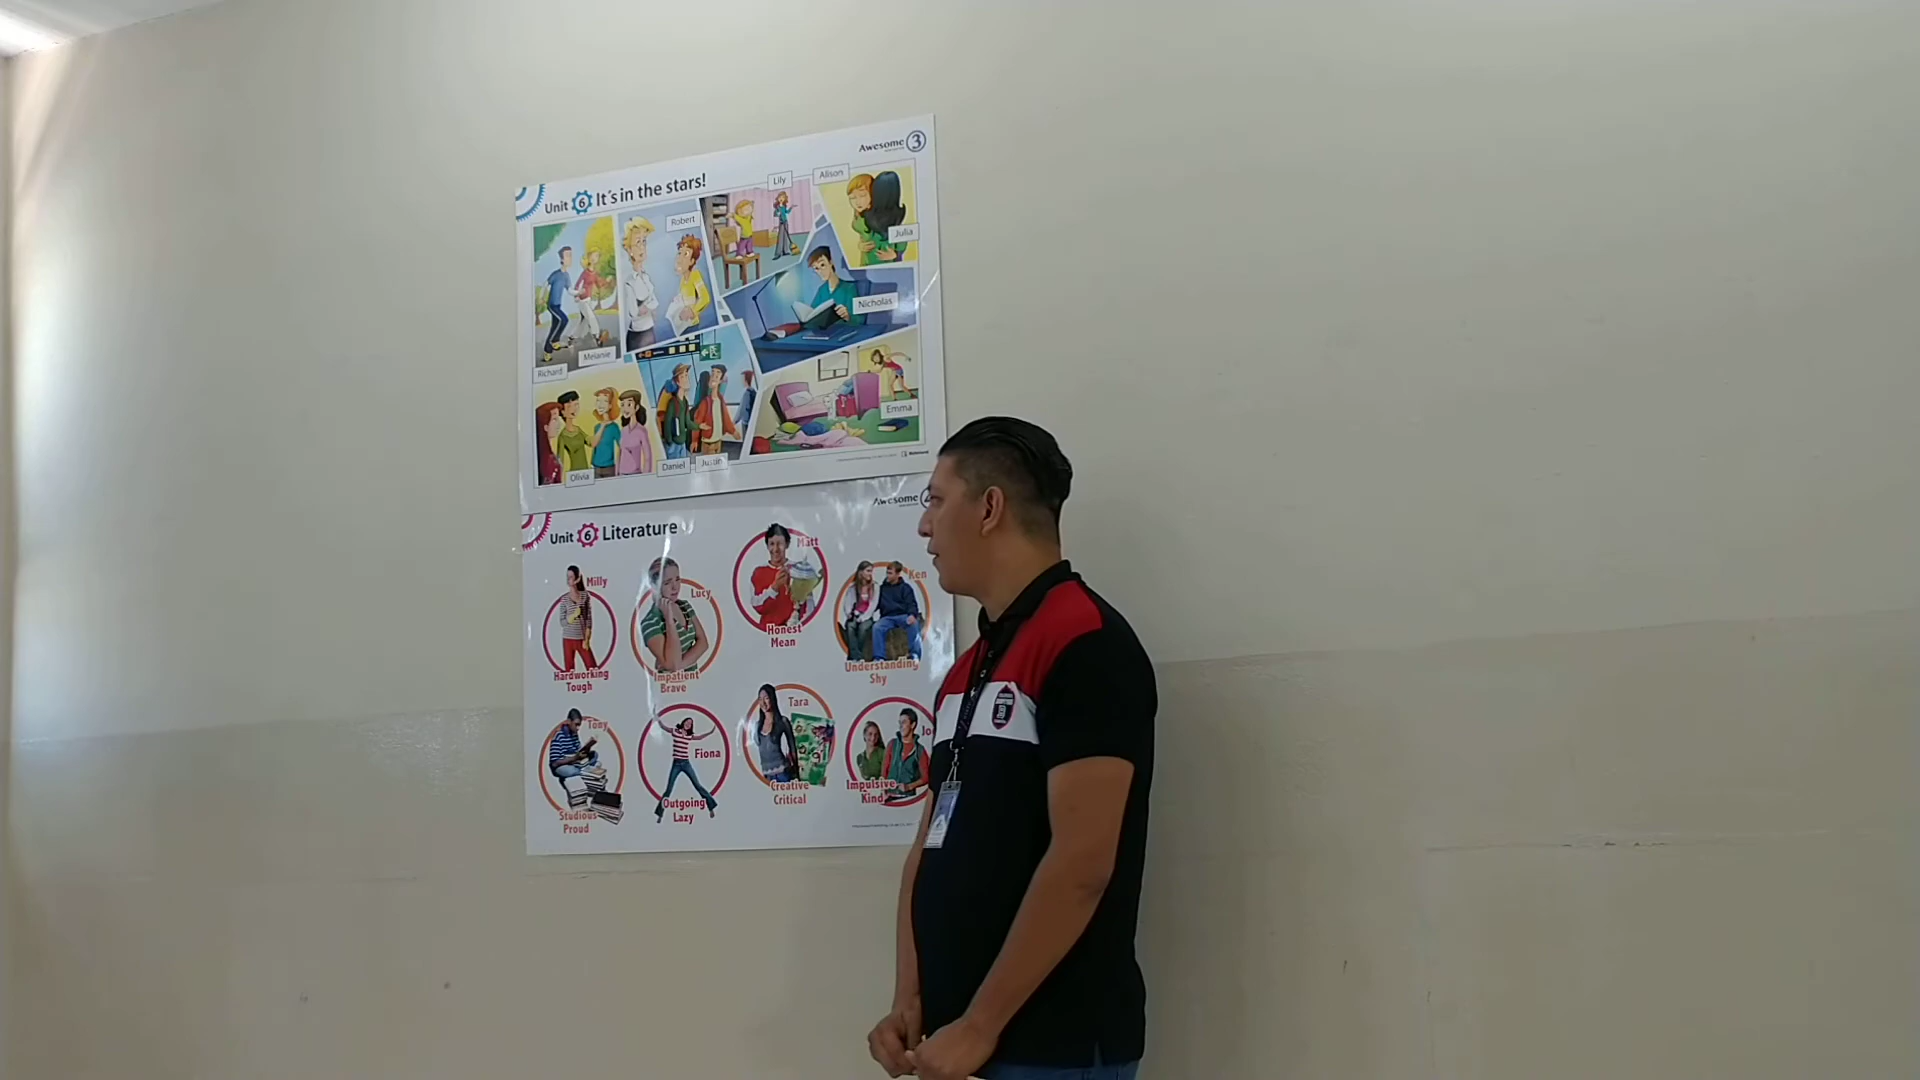 Awesome 3
Unit 6 It's in the stars!
Lily
Alison
Robert
Julia
Nicholas
Melanie
Richard
Emma
Daniel
Justin
Olivia
Awesome
Unit 6 Literature
Milly
Hardworking
Tough
Lucy
Impatient
Brave
Matt
Honest
Mean
Ken
Understanding
Shy
Tony
Studious
Proud
Fiona
Outgoing
Lazy
Tara
Creative
Critical
Impulsive
Kind